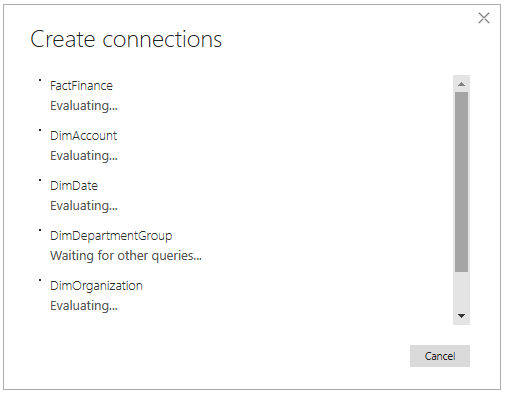 Create connections
FactFinance
Evaluating...
DimAccount
Evaluating...
DimDate
Evaluating...
DimDepartmentGroup
Waiting for other queries...
DimOrganization
Evaluating...
Cancel